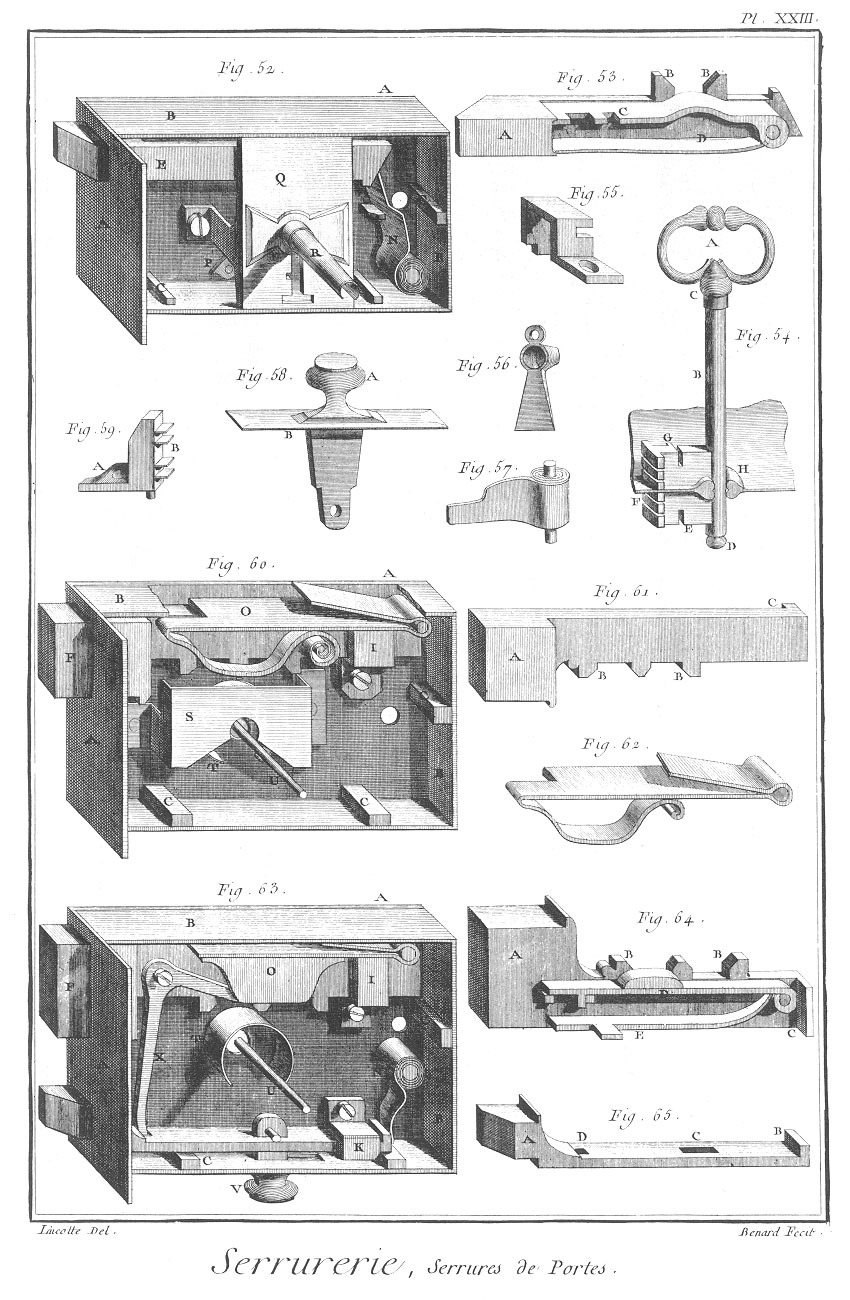 Pl. XXIII.
Fig. 52.
A
B
E
Q
A
R
N
P
C
B
Fig. 53.
B B
C
A
D
Fig. 55.
A
C
Fig. 54.
B
G
H
F
E
D
Fig. 56.
Fig. 58.
A
B
Fig. 59.
A
B
Fig. 57.
Fig. 60.
A
B
O
F
I
S
A
T
U
B
C C
Fig. 61.
C
A
B B
Fig. 62.
Fig. 63.
A
B
F
O
I
X
U
K
C
V
Fig. 64.
A
B B
D
E
C
Fig. 65.
A
D
C
B
Lucotte Del.
Benard Fecit.
Serrurerie, Serrures de Portes.